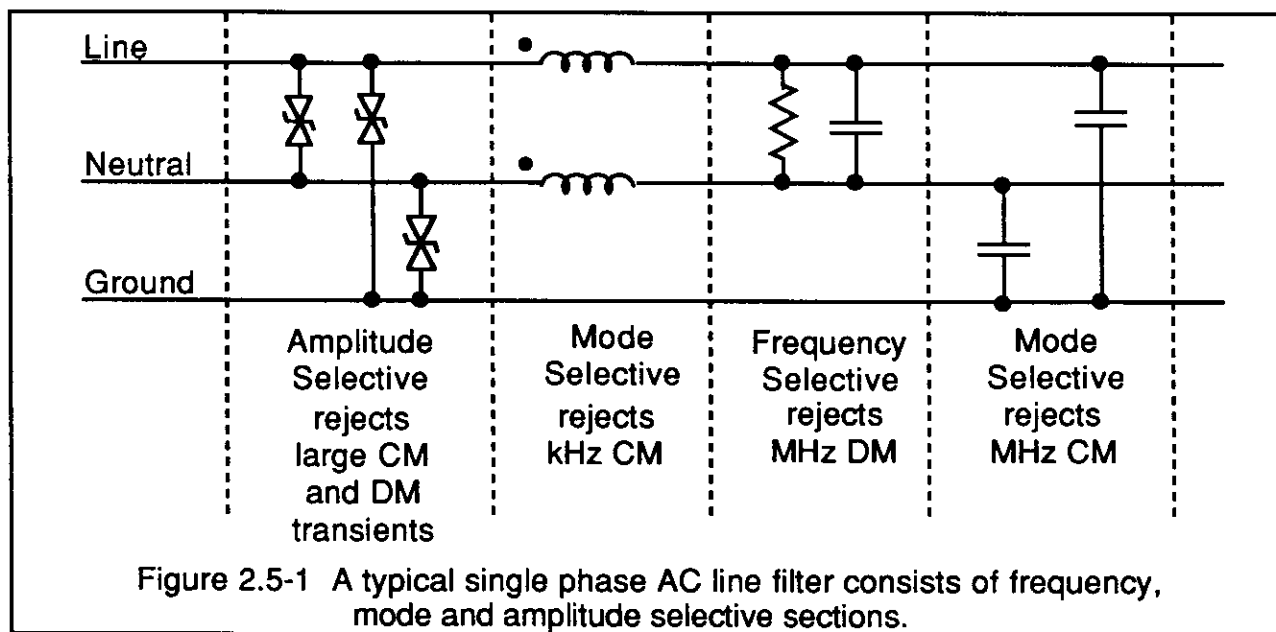 Line
Neutral
Ground
Amplitude
Selective
rejects
large CM
and DM
transients
Mode
Selective
rejects
kHz CM
Frequency
Selective
rejects
MHz DM
Mode
Selective
rejects
MHz CM
Figure 2.5-1 A typical single phase AC line filter consists of frequency,
mode and amplitude selective sections.